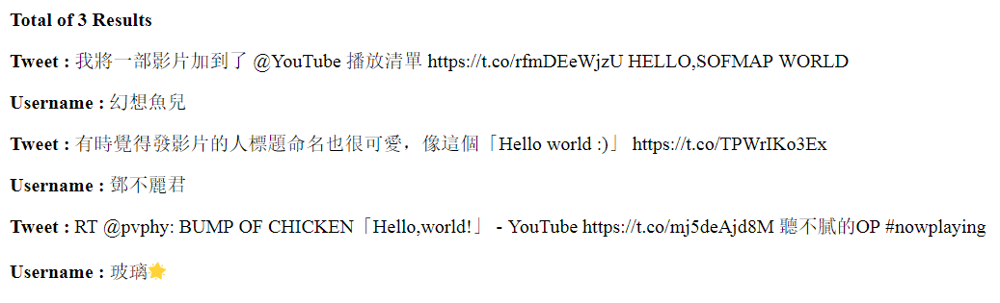 Total of 3 Results
Tweet : 我將一部影片加到了 @YouTube 播放清單 https://t.co/rfmDEeWjzU HELLO,SOFMAP WORLD
Username : 幻想魚兒
Tweet : 有時覺得發影片的人標題命名也很可愛，像這個「Hello world :)」 https://t.co/TPWrIKo3Ex
Username : 鄧不麗君
Tweet : RT @pvphy: BUMP OF CHICKEN「Hello,world!」 - YouTube https://t.co/mj5deAjd8M 聽不膩的OP #nowplaying
Username : 玻璃🌟